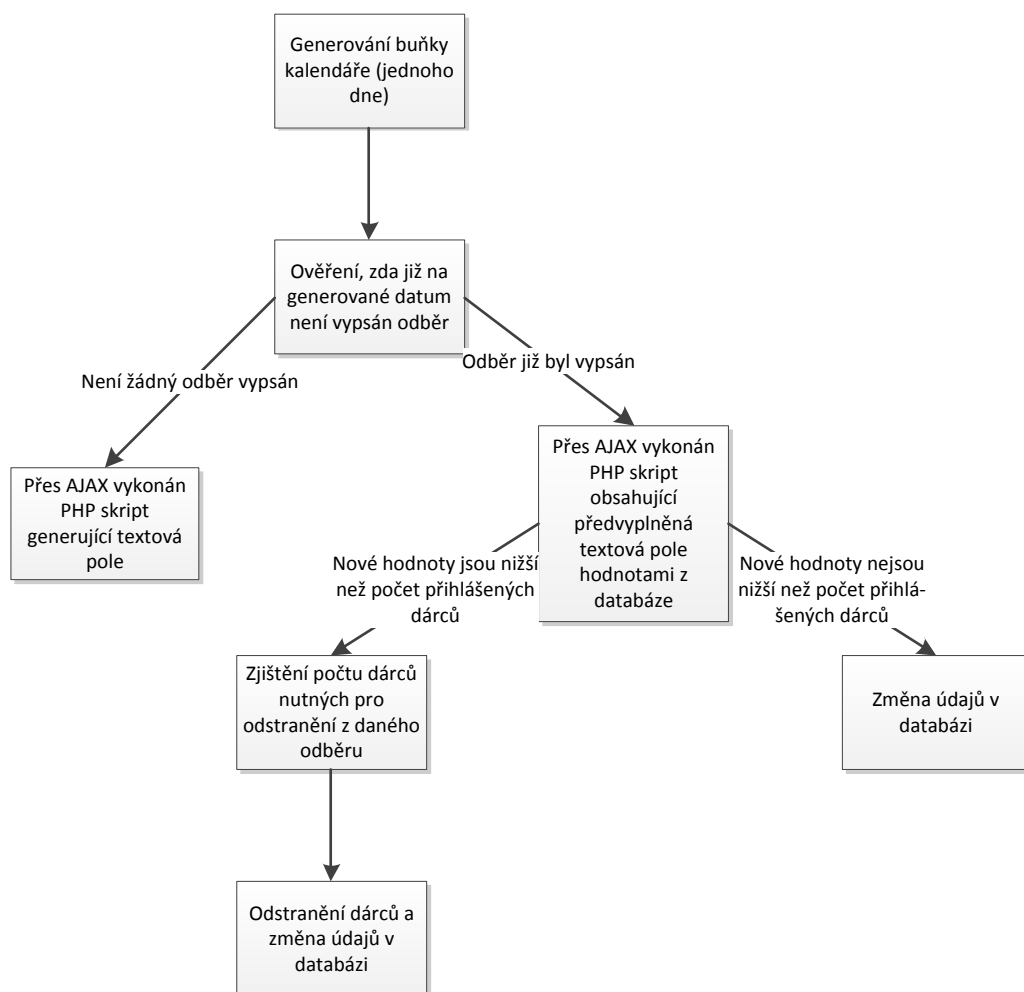 Generování buňky
kalendáře (jednoho
dne)
Ověření, zda již na
generované datum
není vypsán odběr
Není žádný odběr vypsán
Odběr již byl vypsán
Přes AJAX vykonán
PHP skript
generující textová
pole
Přes AJAX vykonán
PHP skript
obsahující
předvyplněná
textová pole
hodnotami z
databáze
Nové hodnoty jsou nižší
než počet přihlášených
dárců
Nové hodnoty nejsou
nižší než počet přihlá-
šených dárců
Zjištění počtu dárců
nutných pro
odstranění z daného
odběru
Změna údajů v
databázi
Odstranění dárců a
změna údajů v
databázi